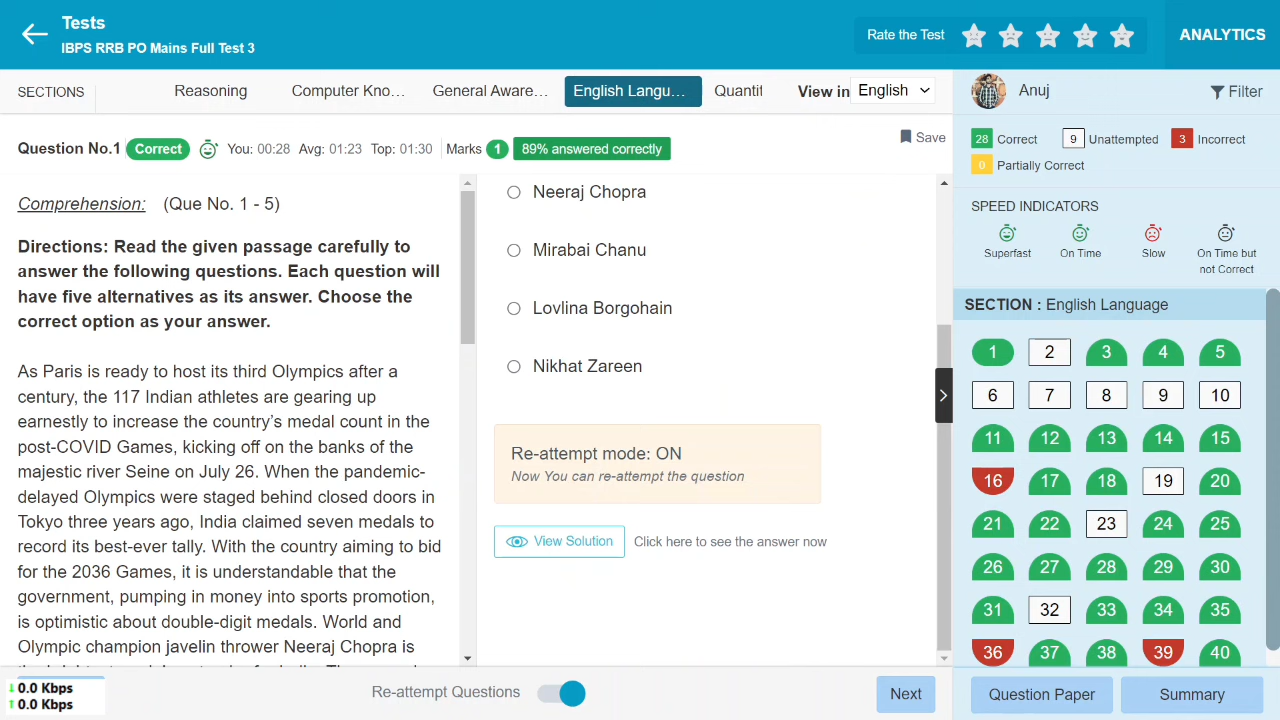 Tests
IBPS RRB PO Mains Full Test 3
Rate the Test
ANALYTICS
SECTIONS
Reasoning
Computer Kno...
General Aware...
English Langu...
Quantit
View in
English
Anuj
Filter
Question No.1
Correct
You: 00:28
Avg: 01:23
Top: 01:30
Marks
1
89% answered correctly
Save
28 Correct
9 Unattempted
3 Incorrect
0 Partially Correct
Comprehension: (Que No. 1 - 5)
Directions: Read the given passage carefully to
answer the following questions. Each question will
have five alternatives as its answer. Choose the
correct option as your answer.
As Paris is ready to host its third Olympics after a
century, the 117 Indian athletes are gearing up
earnestly to increase the country's medal count in the
post-COVID Games, kicking off on the banks of the
majestic river Seine on July 26. When the pandemic-
delayed Olympics were staged behind closed doors in
Tokyo three years ago, India claimed seven medals to
record its best-ever tally. With the country aiming to bid
for the 2036 Games, it is understandable that the
government, pumping in money into sports promotion,
is optimistic about double-digit medals. World and
Olympic champion javelin thrower Neeraj Chopra is
Neeraj Chopra
Mirabai Chanu
Lovlina Borgohain
Nikhat Zareen
Re-attempt mode: ON
Now You can re-attempt the question
View Solution
Click here to see the answer now
SPEED INDICATORS
Superfast
On Time
Slow
On Time but
not Correct
SECTION : English Language
1 2 3 4 5
6 7 8 9 10
11 12 13 14 15
16 17 18 19 20
21 22 23 24 25
26 27 28 29 30
31 32 33 34 35
36 37 38 39 40
↓ 0.0 Kbps
↑ 0.0 Kbps
Re-attempt Questions
Next
Question Paper
Summary